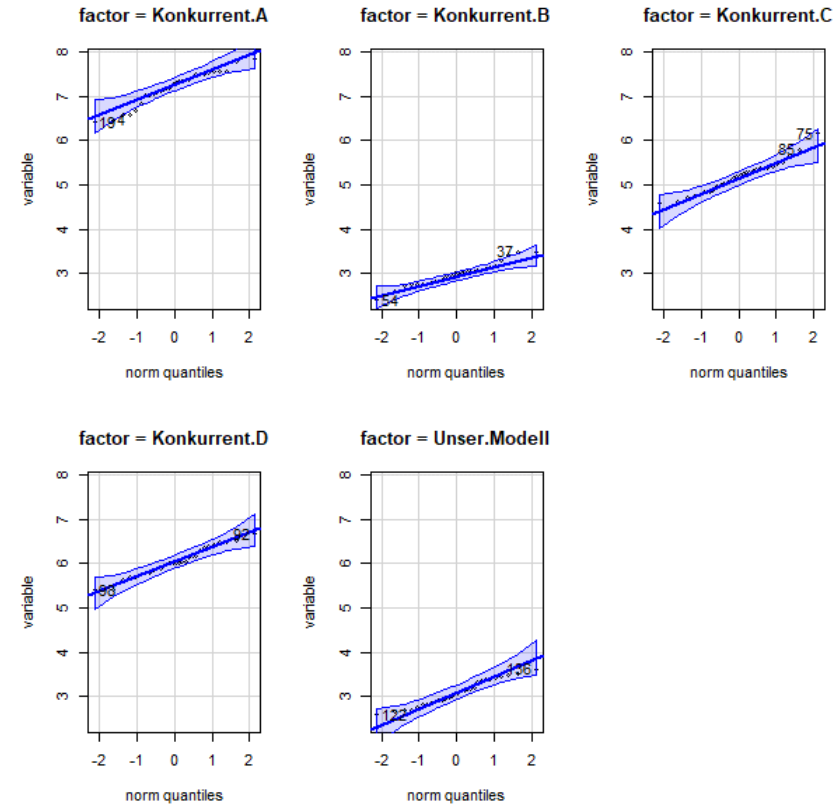 factor = Konkurrent.A
factor = Konkurrent.B
factor = Konkurrent.C
8
7
6
5
4
3
variable
19
4
-2 -1 0 1 2
norm quantiles
8
7
6
5
4
3
variable
37
54
-2 -1 0 1 2
norm quantiles
8
7
6
5
4
3
variable
75
85
-2 -1 0 1 2
norm quantiles
factor = Konkurrent.D
factor = Unser.Modell
8
7
6
5
4
3
variable
92
98
-2 -1 0 1 2
norm quantiles
8
7
6
5
4
3
variable
136
122
-2 -1 0 1 2
norm quantiles